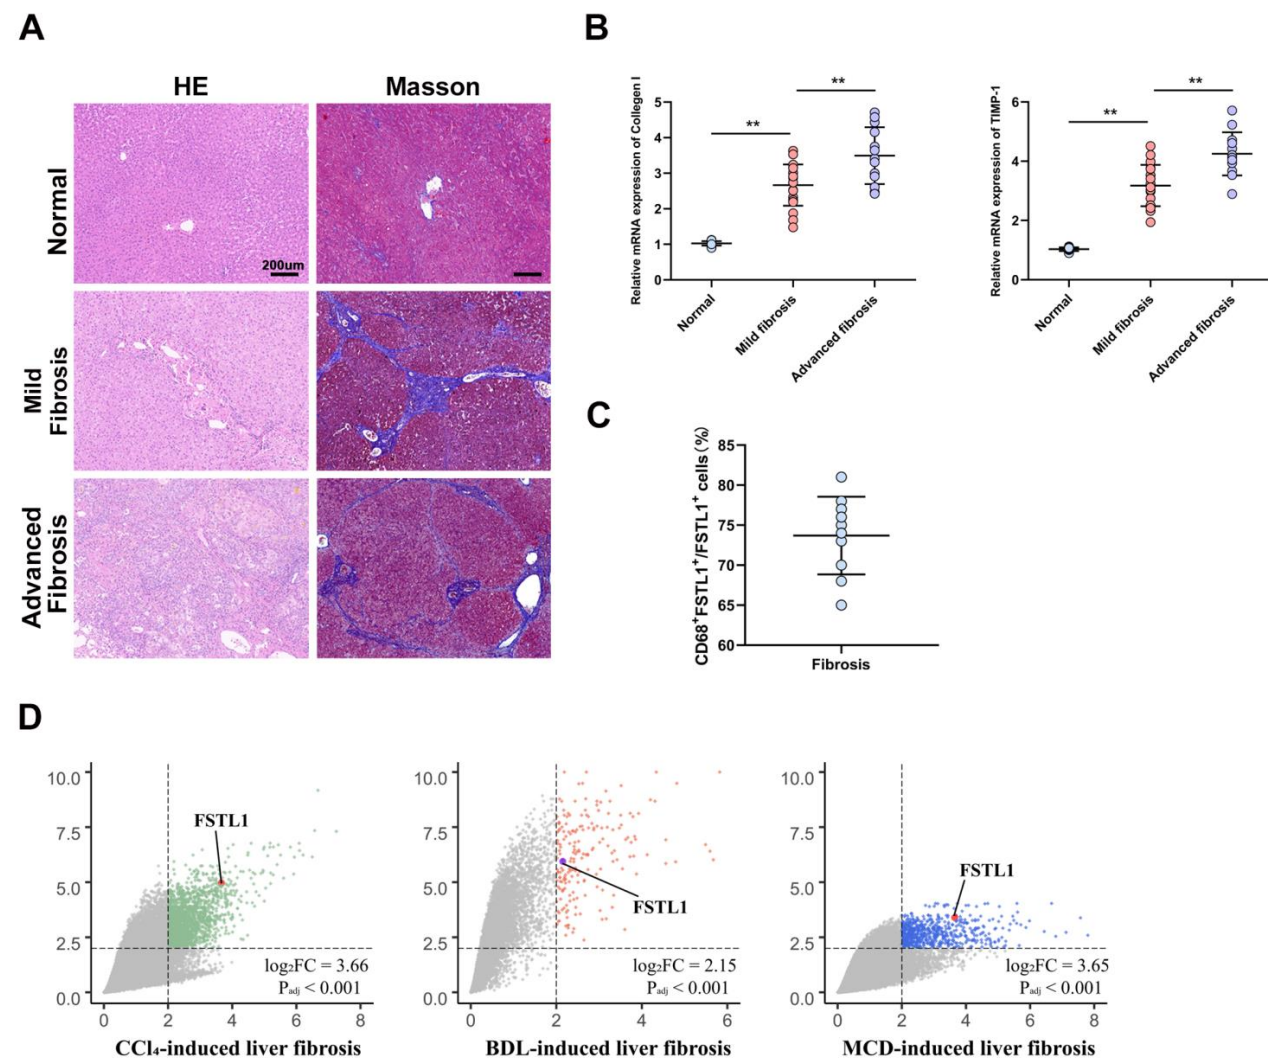 A
HE
Masson
Normal
200um
Mild
Fibrosis
Advanced
Fibrosis
B
Relative mRNA expression of Collegen I
5
4
3
2
1
0
**
**
Normal
Mild fibrosis
Advanced fibrosis
Relative mRNA expression of TIMP-1
6
4
2
0
**
**
Normal
Mild fibrosis
Advanced fibrosis
C
CD68⁺FSTL1⁺/FSTL1⁺ cells (%)
85
80
75
70
65
60
Fibrosis
D
10.0
7.5
5.0
2.5
0.0
FSTL1
log₂FC = 3.66
Padj < 0.001
0 2 4 6 8
CCl₄-induced liver fibrosis
10.0
7.5
5.0
2.5
0.0
FSTL1
log₂FC = 2.15
Padj < 0.001
0 2 4 6
BDL-induced liver fibrosis
10.0
7.5
5.0
2.5
0.0
FSTL1
log₂FC = 3.65
Padj < 0.001
0 2 4 6 8
MCD-induced liver fibrosis